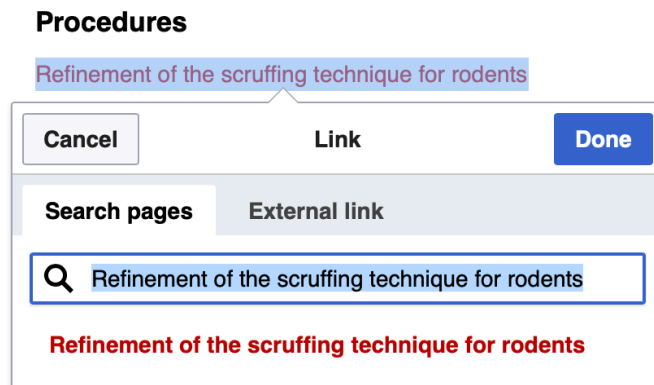 Procedures
Refinement of the scruffing technique for rodents
Cancel Link Done
Search pages External link
Refinement of the scruffing technique for rodents
Refinement of the scruffing technique for rodents